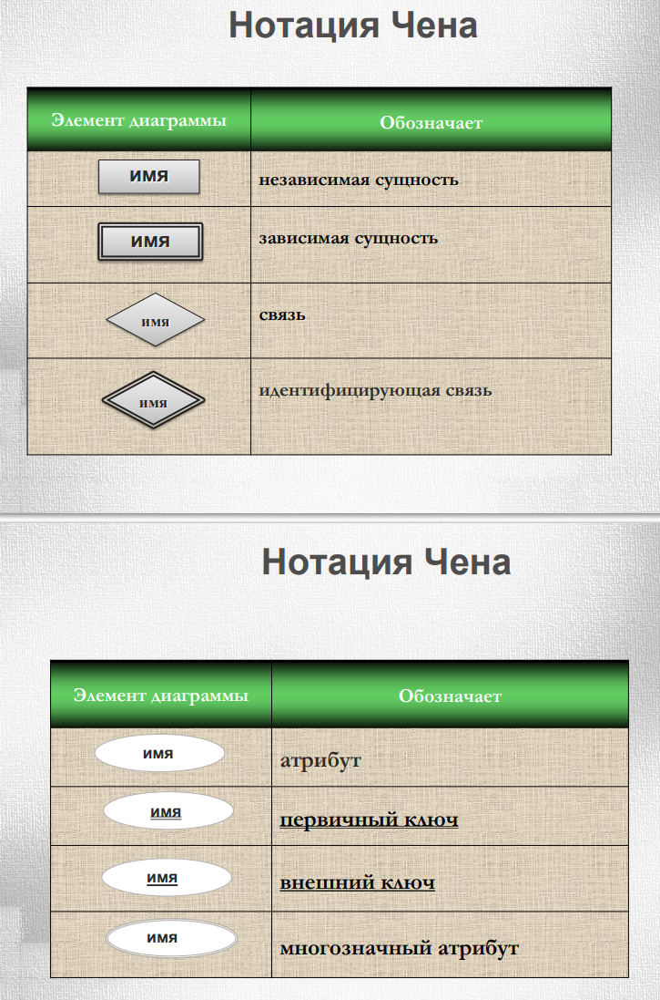 Нотация Чена
Элемент диаграммы Обозначает
ИМЯ независимая сущность
ИМЯ зависимая сущность
имя связь
имя идентифицирующая связь
Нотация Чена
Элемент диаграммы Обозначает
имя атрибут
имя первичный ключ
имя внешний ключ
имя многозначный атрибут